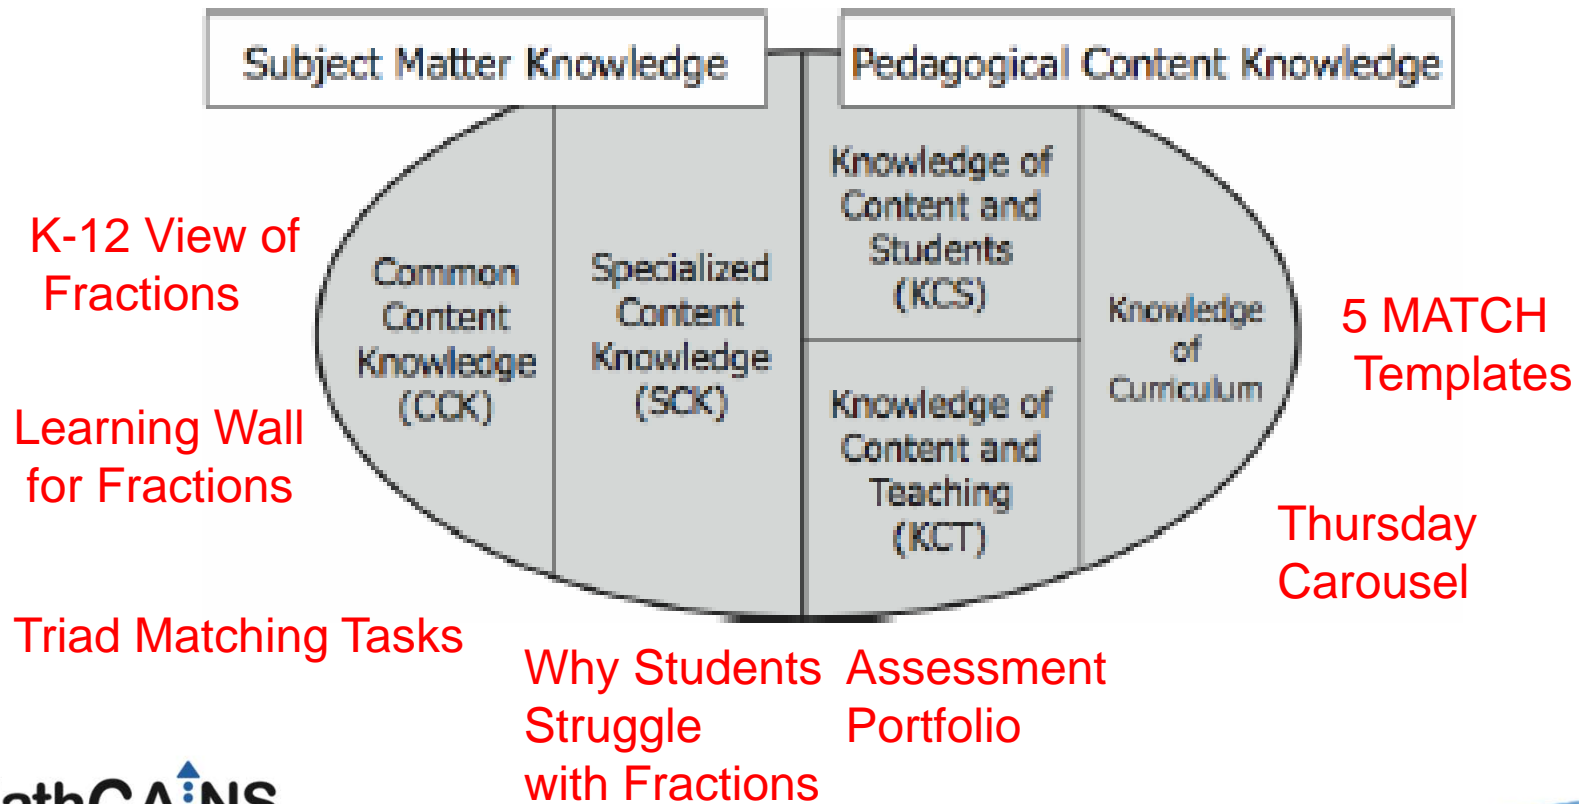 Subject Matter Knowledge
Pedagogical Content Knowledge
K-12 View of
Fractions
Learning Wall
for Fractions
Triad Matching Tasks
Common
Content
Knowledge
(CCK)
Specialized
Content
Knowledge
(SCK)
Knowledge of
Content and
Students
(KCS)
Knowledge of
Content and
Teaching
(KCT)
Knowledge
of
Curriculum
5 MATCH
Templates
Thursday
Carousel
Why Students
Struggle
with Fractions
Assessment
Portfolio
athGAINS